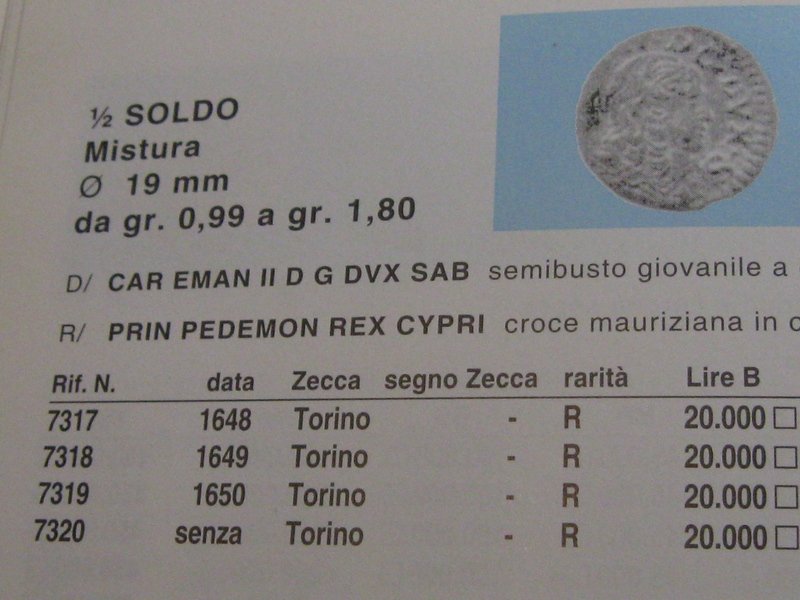 ½ SOLDO
Mistura
Ø 19 mm
da gr. 0,99 a gr. 1,80
D/ CAR EMAN II D G DVX SAB semibusto giovanile a
R/ PRIN PEDEMON REX CYPRI croce mauriziana in
Rif. N. data Zecca segno Zecca rarità Lire B
7317 1648 Torino - R 20.000 □
7318 1649 Torino - R 20.000 □
7319 1650 Torino - R 20.000 □
7320 senza Torino - R 20.000 □